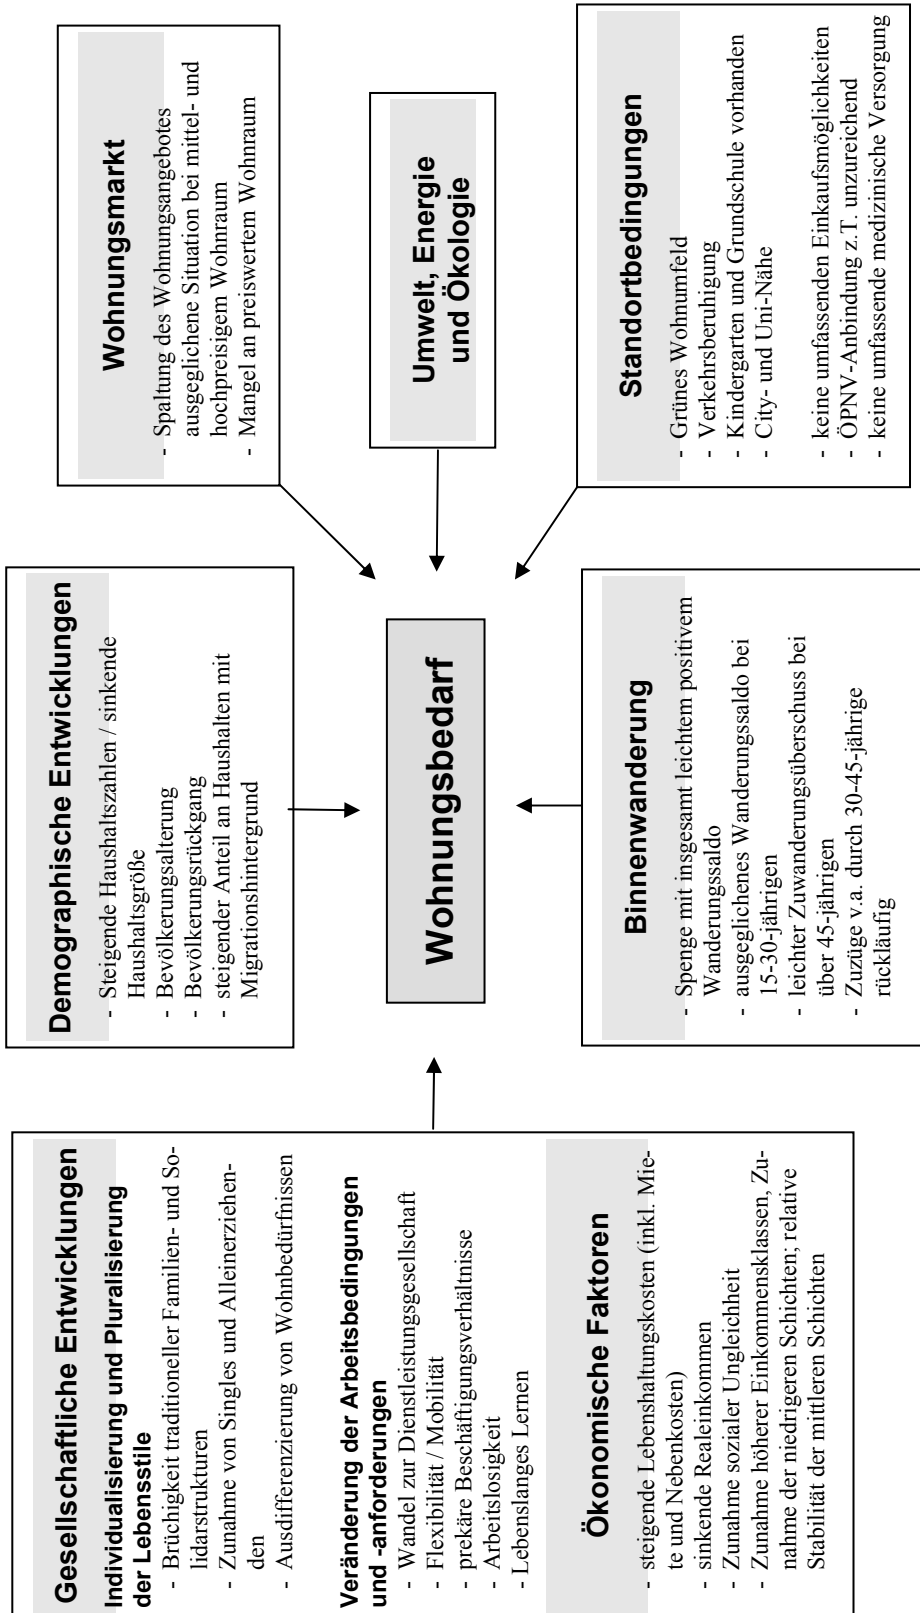 Gesellschaftliche Entwicklungen
Individualisierung und Pluralisierung
der Lebensstile
- Brüchigkeit traditioneller Familien- und So-
lidarstrukturen
- Zunahme von Singles und Alleinerziehen-
den
- Ausdifferenzierung von Wohnbedürfnissen
Veränderung der Arbeitsbedingungen
und -anforderungen
- Wandel zur Dienstleistungsgesellschaft
- Flexibilität / Mobilität
- prekäre Beschäftigungsverhältnisse
- Arbeitslosigkeit
- Lebenslanges Lernen
Ökonomische Faktoren
- steigende Lebenshaltungskosten (inkl. Mie-
te und Nebenkosten)
- sinkende Realeinkommen
- Zunahme sozialer Ungleichheit
- Zunahme höherer Einkommensklassen, Zu-
nahme der niedrigeren Schichten; relative
Stabilität der mittleren Schichten
Demographische Entwicklungen
- Steigende Haushaltszahlen / sinkende
Haushaltsgröße
- Bevölkerungsalterung
- Bevölkerungsrückgang
- steigender Anteil an Haushalten mit
Migrationshintergrund
Wohnungsbedarf
Binnenwanderung
- Spenge mit insgesamt leichtem positivem
Wanderungssaldo
- ausgeglichenes Wanderungssaldo bei
15-30-jährigen
- leichter Zuwanderungsüberschuss bei
über 45-jährigen
- Zuzüge v.a. durch 30-45-jährige
rückläufig
Wohnungsmarkt
- Spaltung des Wohnungsangebotes
ausgeglichene Situation bei mittel- und
hochpreisigem Wohnraum
- Mangel an preiswertem Wohnraum
Umwelt, Energie
und Ökologie
Standortbedingungen
- Grünes Wohnumfeld
- Verkehrsberuhigung
- Kindergarten und Grundschule vorhanden
- City- und Uni-Nähe
- keine umfassenden Einkaufsmöglichkeiten
- ÖPNV-Anbindung z.T. unzureichend
- keine umfassende medizinische Versorgung